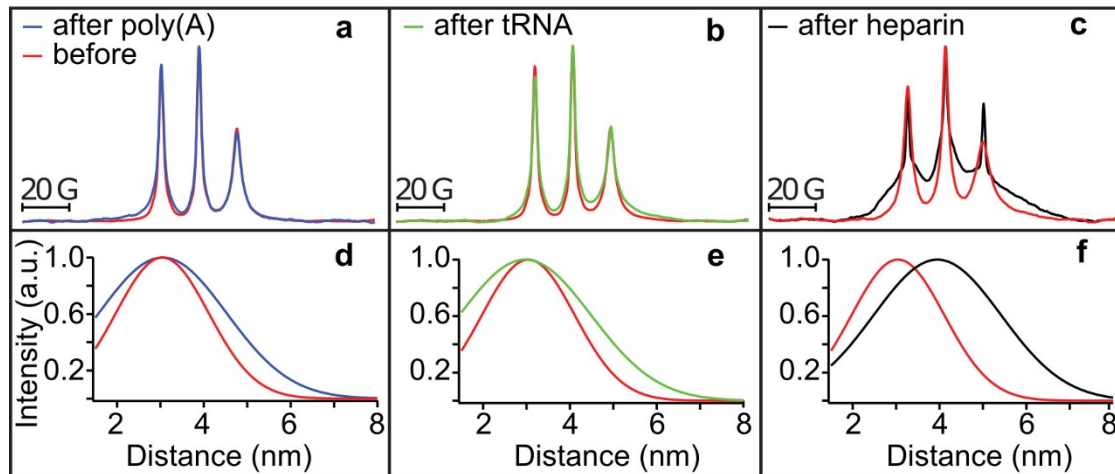 after poly(A) a
before
20 G
after tRNA b
20 G
after heparin c
20 G
Intensity (a.u.)
1.0 d
0.6
0.2
2 4 6 8
Distance (nm)
1.0 e
0.6
0.2
2 4 6 8
Distance (nm)
1.0 f
0.6
0.2
2 4 6 8
Distance (nm)